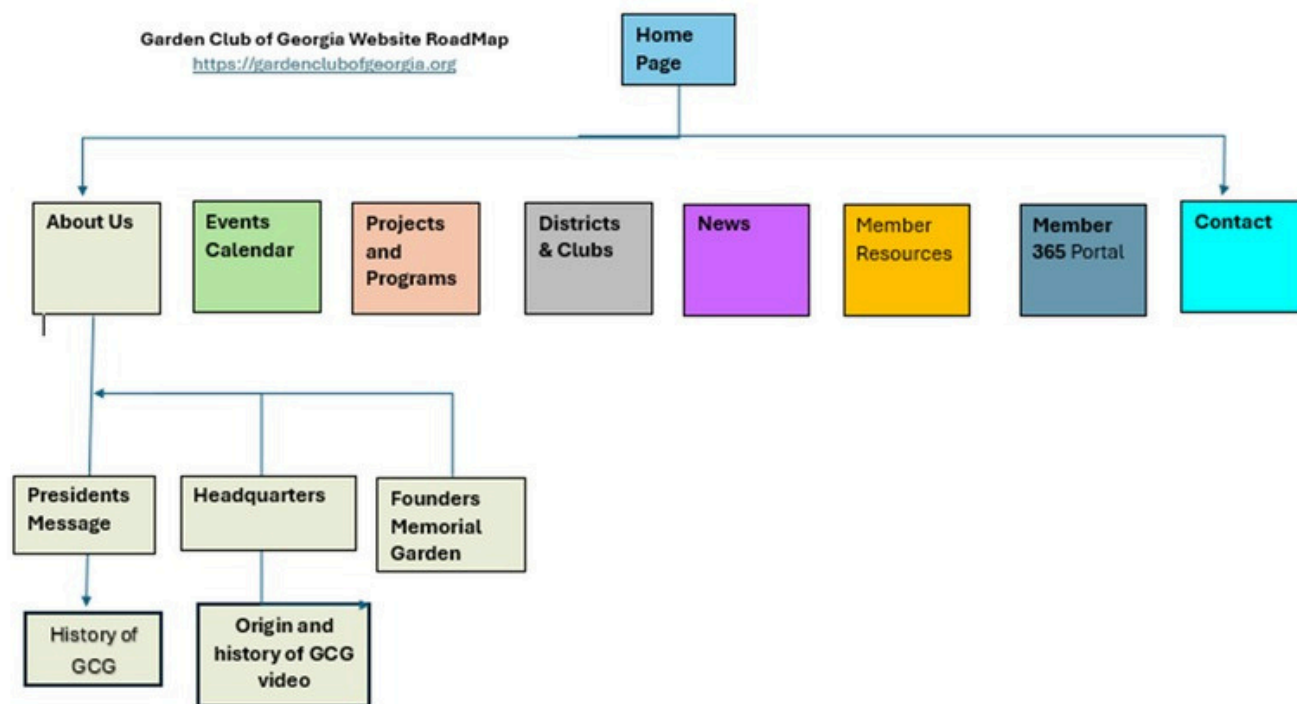 Garden Club of Georgia Website RoadMap
https://gardenclubofgeorgia.org
Home
Page
About Us
Events
Calendar
Projects
and
Programs
Districts
& Clubs
News
Member
Resources
Member
365 Portal
Contact
Presidents
Message
Headquarters
Founders
Memorial
Garden
History of
GCG
Origin and
history of GCG
video